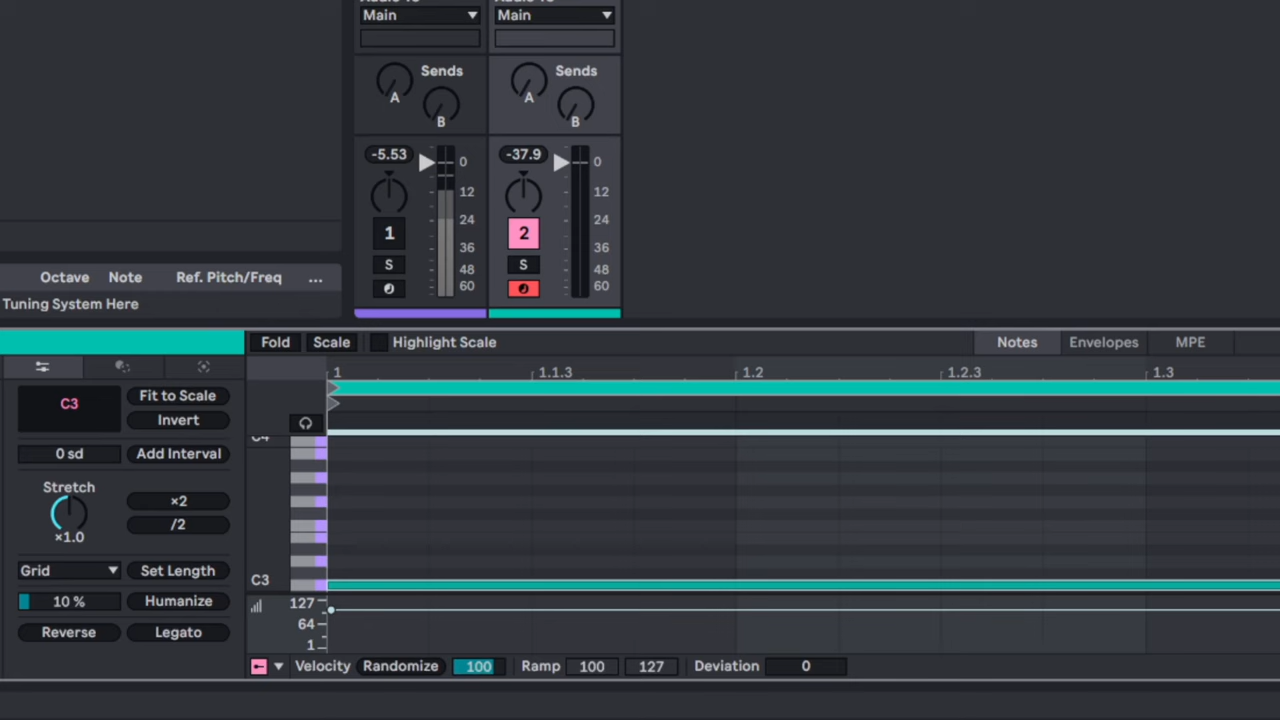 Main
Main
Sends
Sends
A
A
B
B
-5.53
-37.9
0
0
12
12
24
24
36
36
48
48
60
60
1
2
S
S
Octave Note Ref. Pitch/Freq ...
Tuning System Here
Fold Scale Highlight Scale
Notes Envelopes MPE
1 1.1.3 1.2 1.2.3 1.3
C3
Fit to Scale
Invert
0 sd
Add Interval
Stretch
×1.0
×2
/2
Grid
Set Length
10 %
Humanize
Reverse
Legato
C3
127
64
1
Velocity Randomize 100 Ramp 100 127 Deviation 0